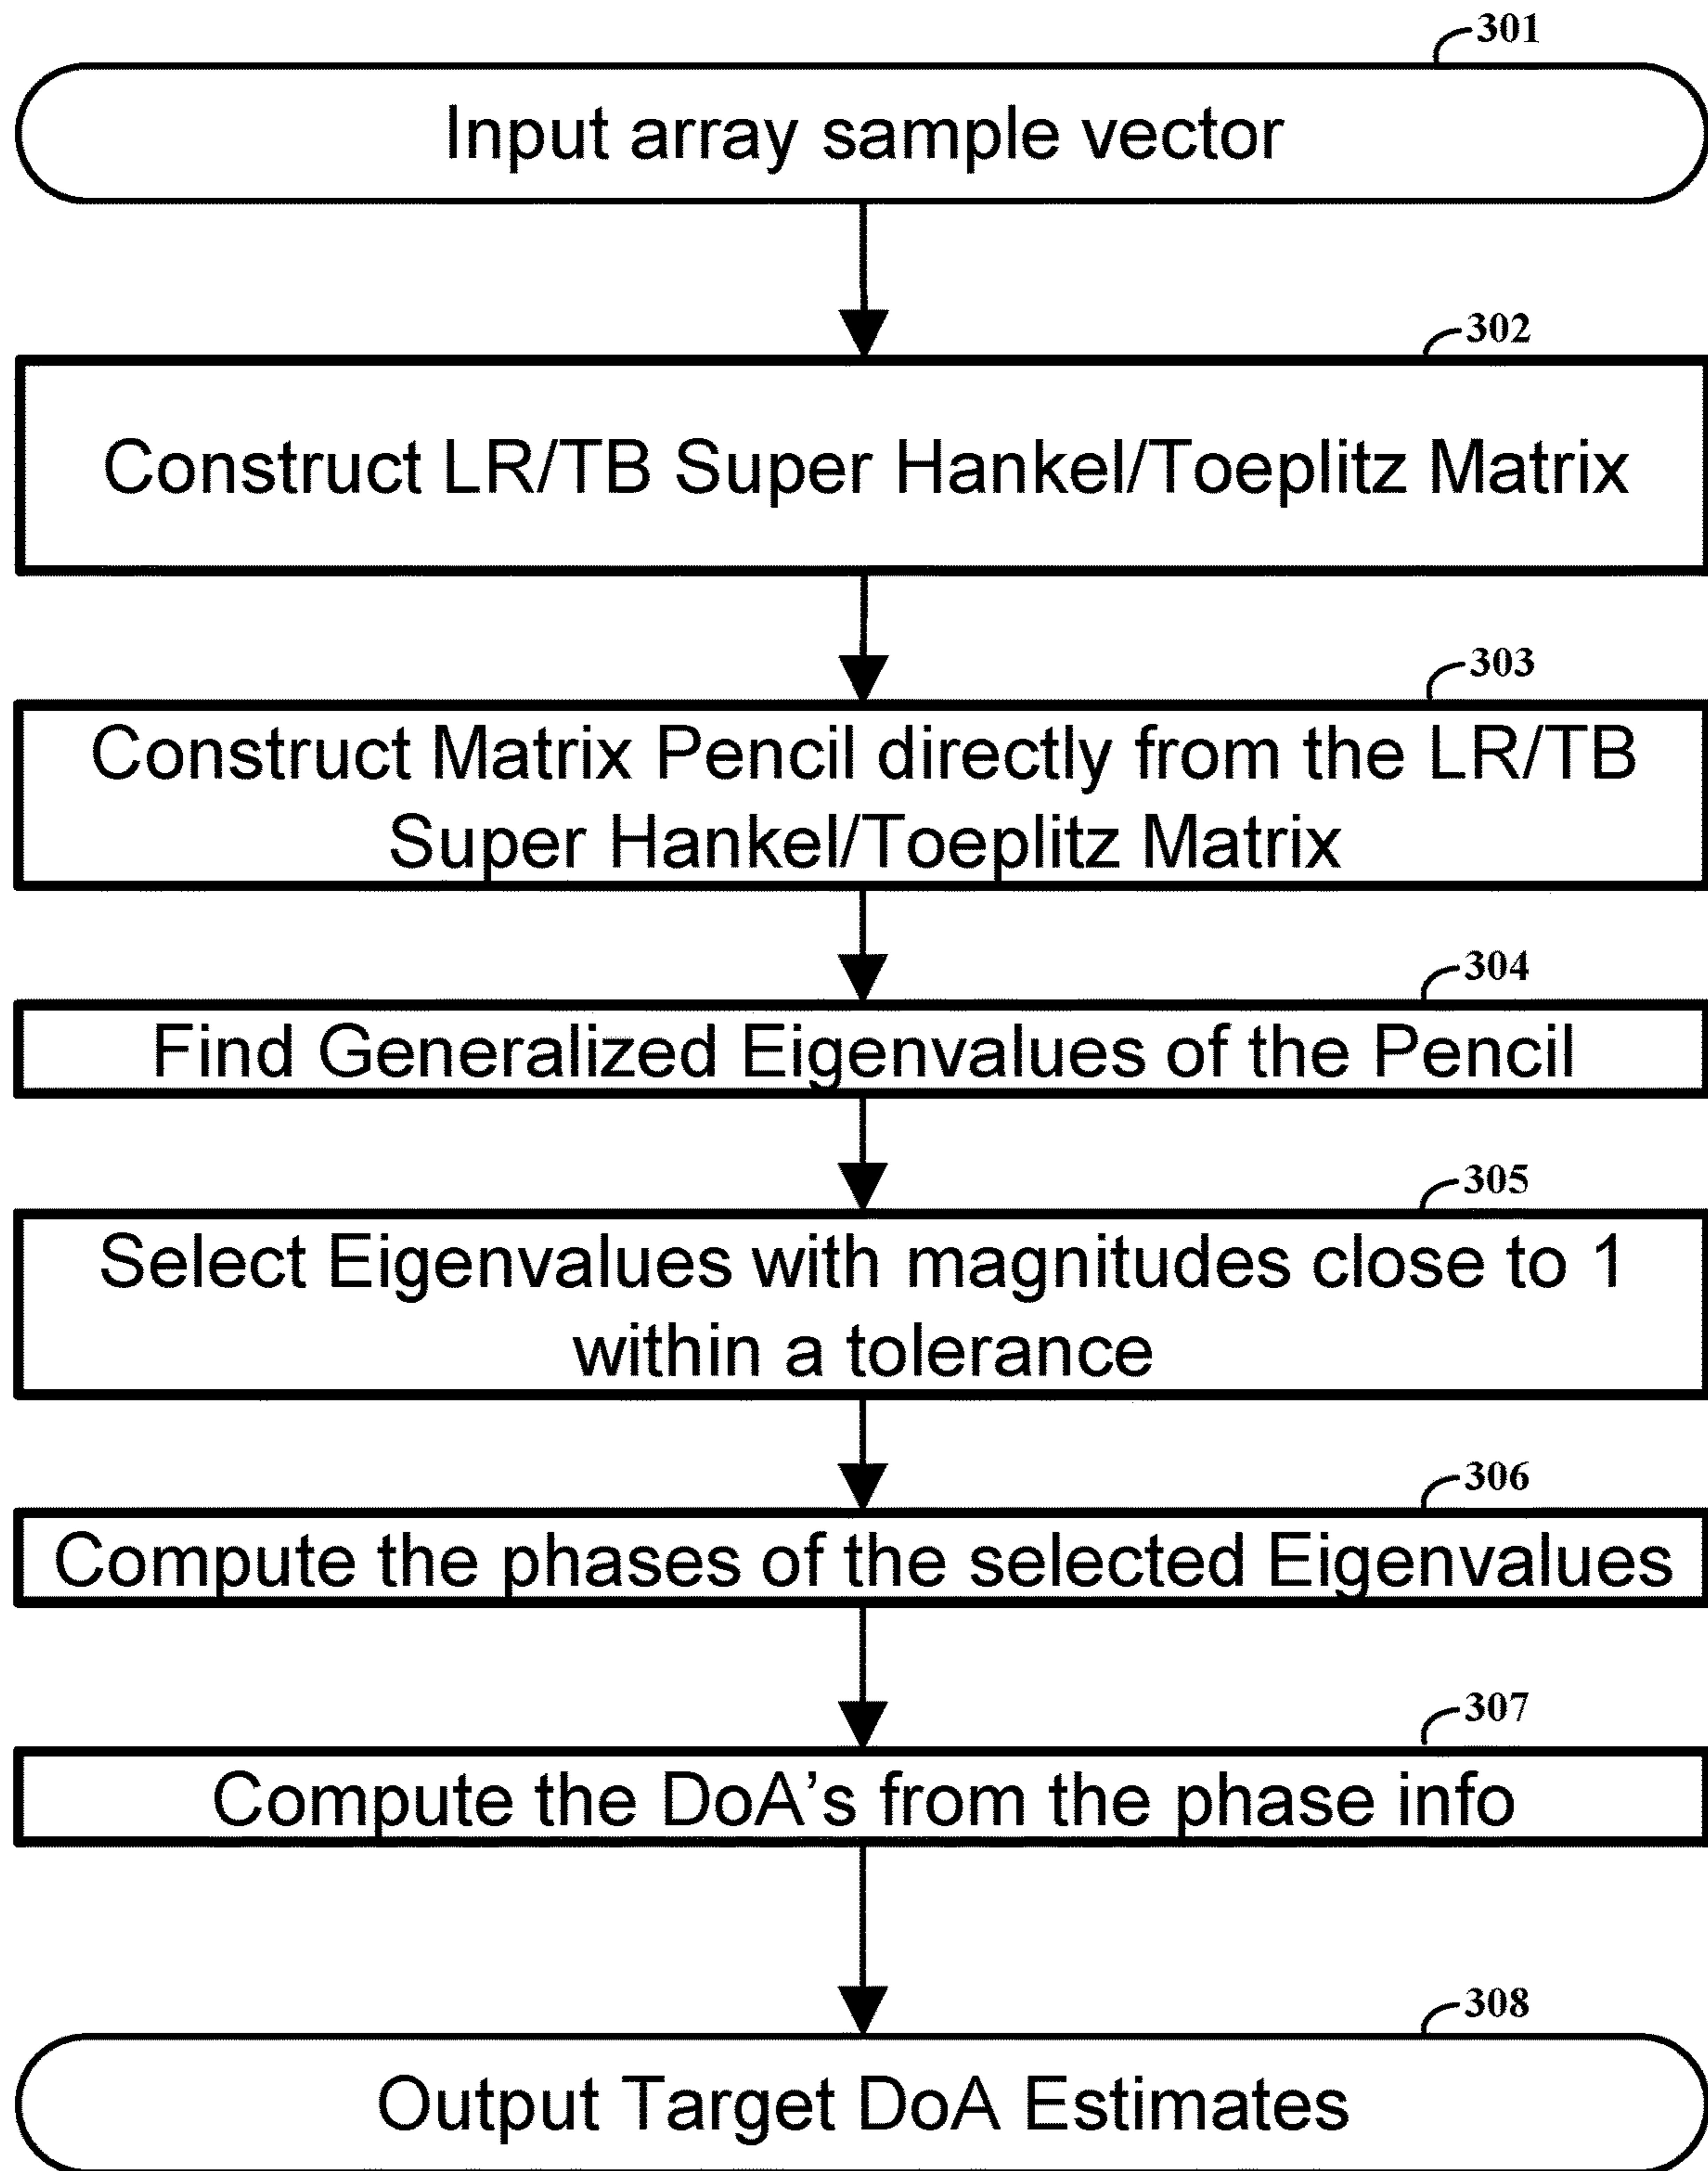 301
Input array sample vector
302
Construct LR/TB Super Hankel/Toeplitz Matrix
303
Construct Matrix Pencil directly from the LR/TB
Super Hankel/Toeplitz Matrix
304
Find Generalized Eigenvalues of the Pencil
305
Select Eigenvalues with magnitudes close to 1
within a tolerance
306
Compute the phases of the selected Eigenvalues
307
Compute the DoA's from the phase info
308
Output Target DoA Estimates